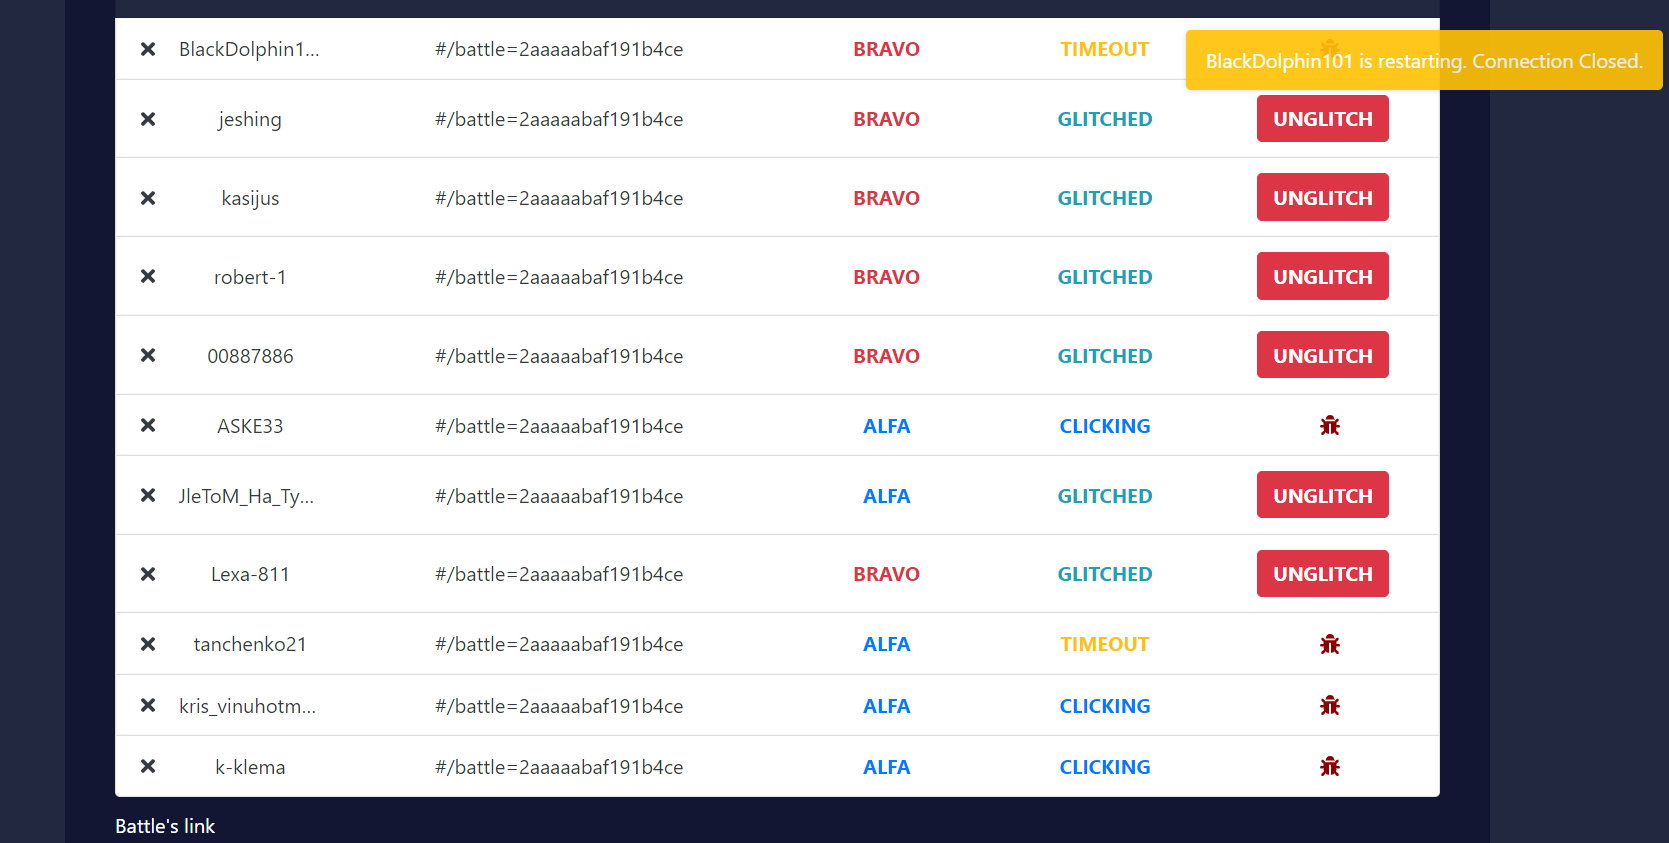 BlackDolphin1... #/battle=2aaaaabaf191b4ce BRAVO TIMEOUT
BlackDolphin101 is restarting. Connection Closed.
jeshing #/battle=2aaaaabaf191b4ce BRAVO GLITCHED UNGLITCH
kasijus #/battle=2aaaaabaf191b4ce BRAVO GLITCHED UNGLITCH
robert-1 #/battle=2aaaaabaf191b4ce BRAVO GLITCHED UNGLITCH
00887886 #/battle=2aaaaabaf191b4ce BRAVO GLITCHED UNGLITCH
ASKE33 #/battle=2aaaaabaf191b4ce ALFA CLICKING
JleToM_Ha_Ty... #/battle=2aaaaabaf191b4ce ALFA GLITCHED UNGLITCH
Lexa-811 #/battle=2aaaaabaf191b4ce BRAVO GLITCHED UNGLITCH
tanchenko21 #/battle=2aaaaabaf191b4ce ALFA TIMEOUT
kris_vinuhotm... #/battle=2aaaaabaf191b4ce ALFA CLICKING
k-klema #/battle=2aaaaabaf191b4ce ALFA CLICKING
Battle's link